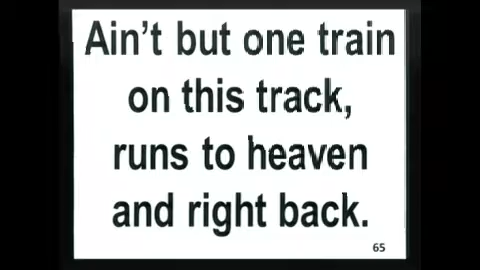 Ain't but one train
on this track,
runs to heaven
and right back.
65